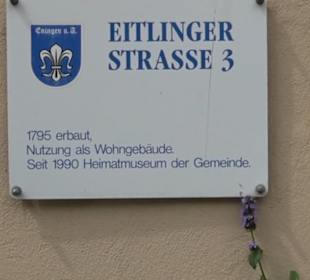 Eningen u. A.
EITLINGER
STRASSE 3
1795 erbaut,
Nutzung als Wohngebäude.
Seit 1990 Heimatmuseum der Gemeinde.